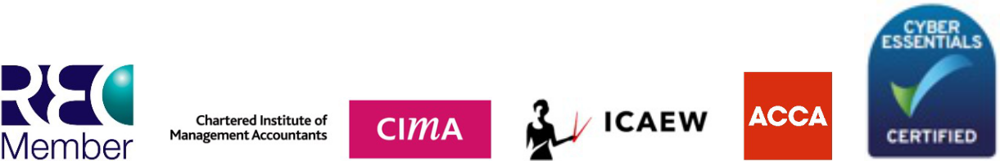 REC
Member
Chartered Institute of
Management Accountants
CIMA
ICAEW
ACCA
CYBER
ESSENTIALS
CERTIFIED